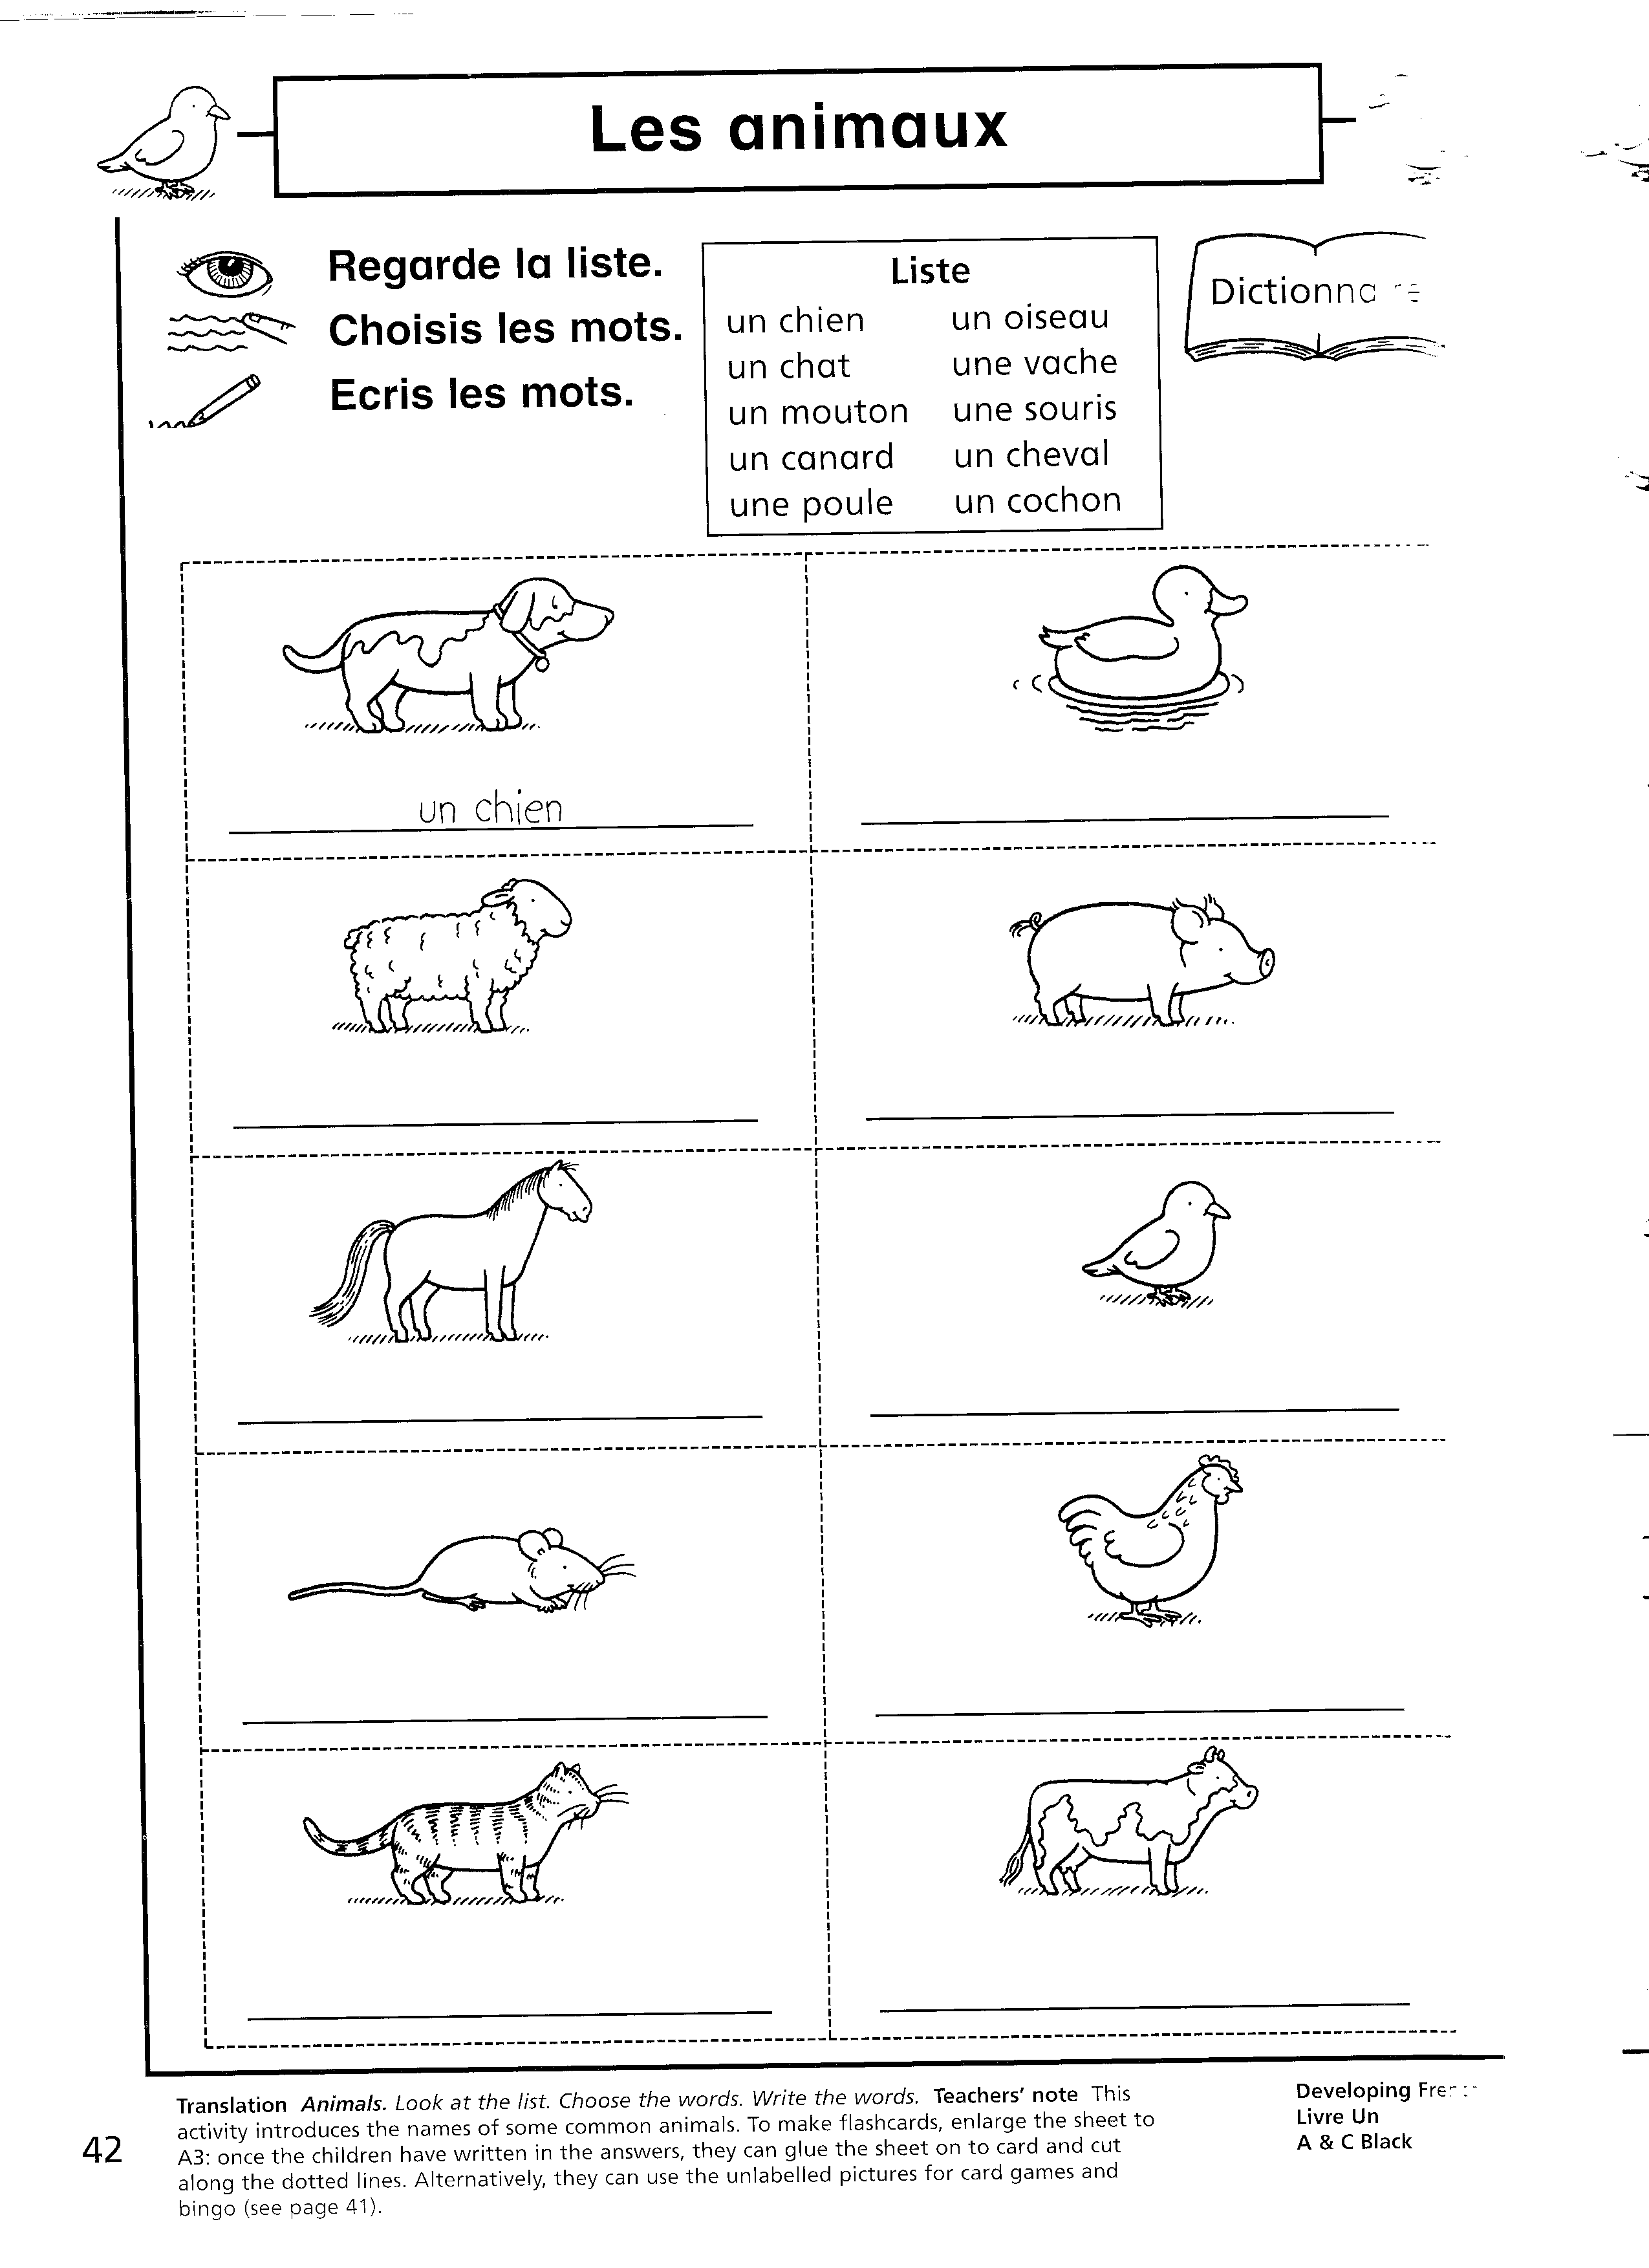 Les animaux
Regarde la liste.
Choisis les mots.
Ecris les mots.
Liste
un chien un oiseau
un chat une vache
un mouton une souris
un canard un cheval
une poule un cochon
un chien
Translation Animals. Look at the list. Choose the words. Write the words. Teachers' note This
activity introduces the names of some common animals. To make flashcards, enlarge the sheet to
A3: once the children have written in the answers, they can glue the sheet on to card and cut
along the dotted lines. Alternatively, they can use the unlabelled pictures for card games and
bingo (see page 41).
Developing
Livre Un
A & C Black
42